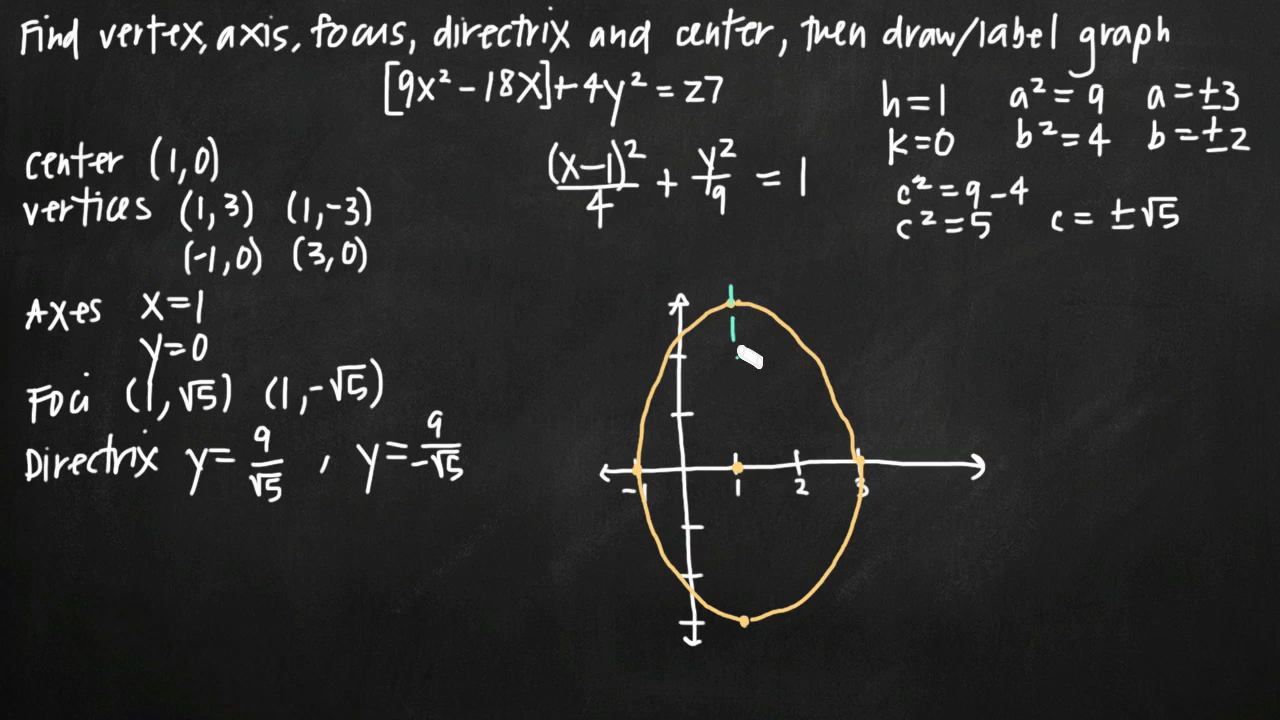 Find vertex, axis, focus, directrix and center, then draw/label graph
[9x² - 18x] + 4y² = 27
h=1 a² = 9 a = ±3
k=0 b² = 4 b = ±2
c² = 9 - 4
c² = 5 c = ±√5
(x-1)²/4 + y²/9 = 1
center (1,0)
vertices (1,3) (1,-3)
(-1,0) (3,0)
Axes x=1
y=0
Foci (1,√5) (1,-√5)
Directrix y= 9/√5 , y= 9/-√5
-1 1 2 3